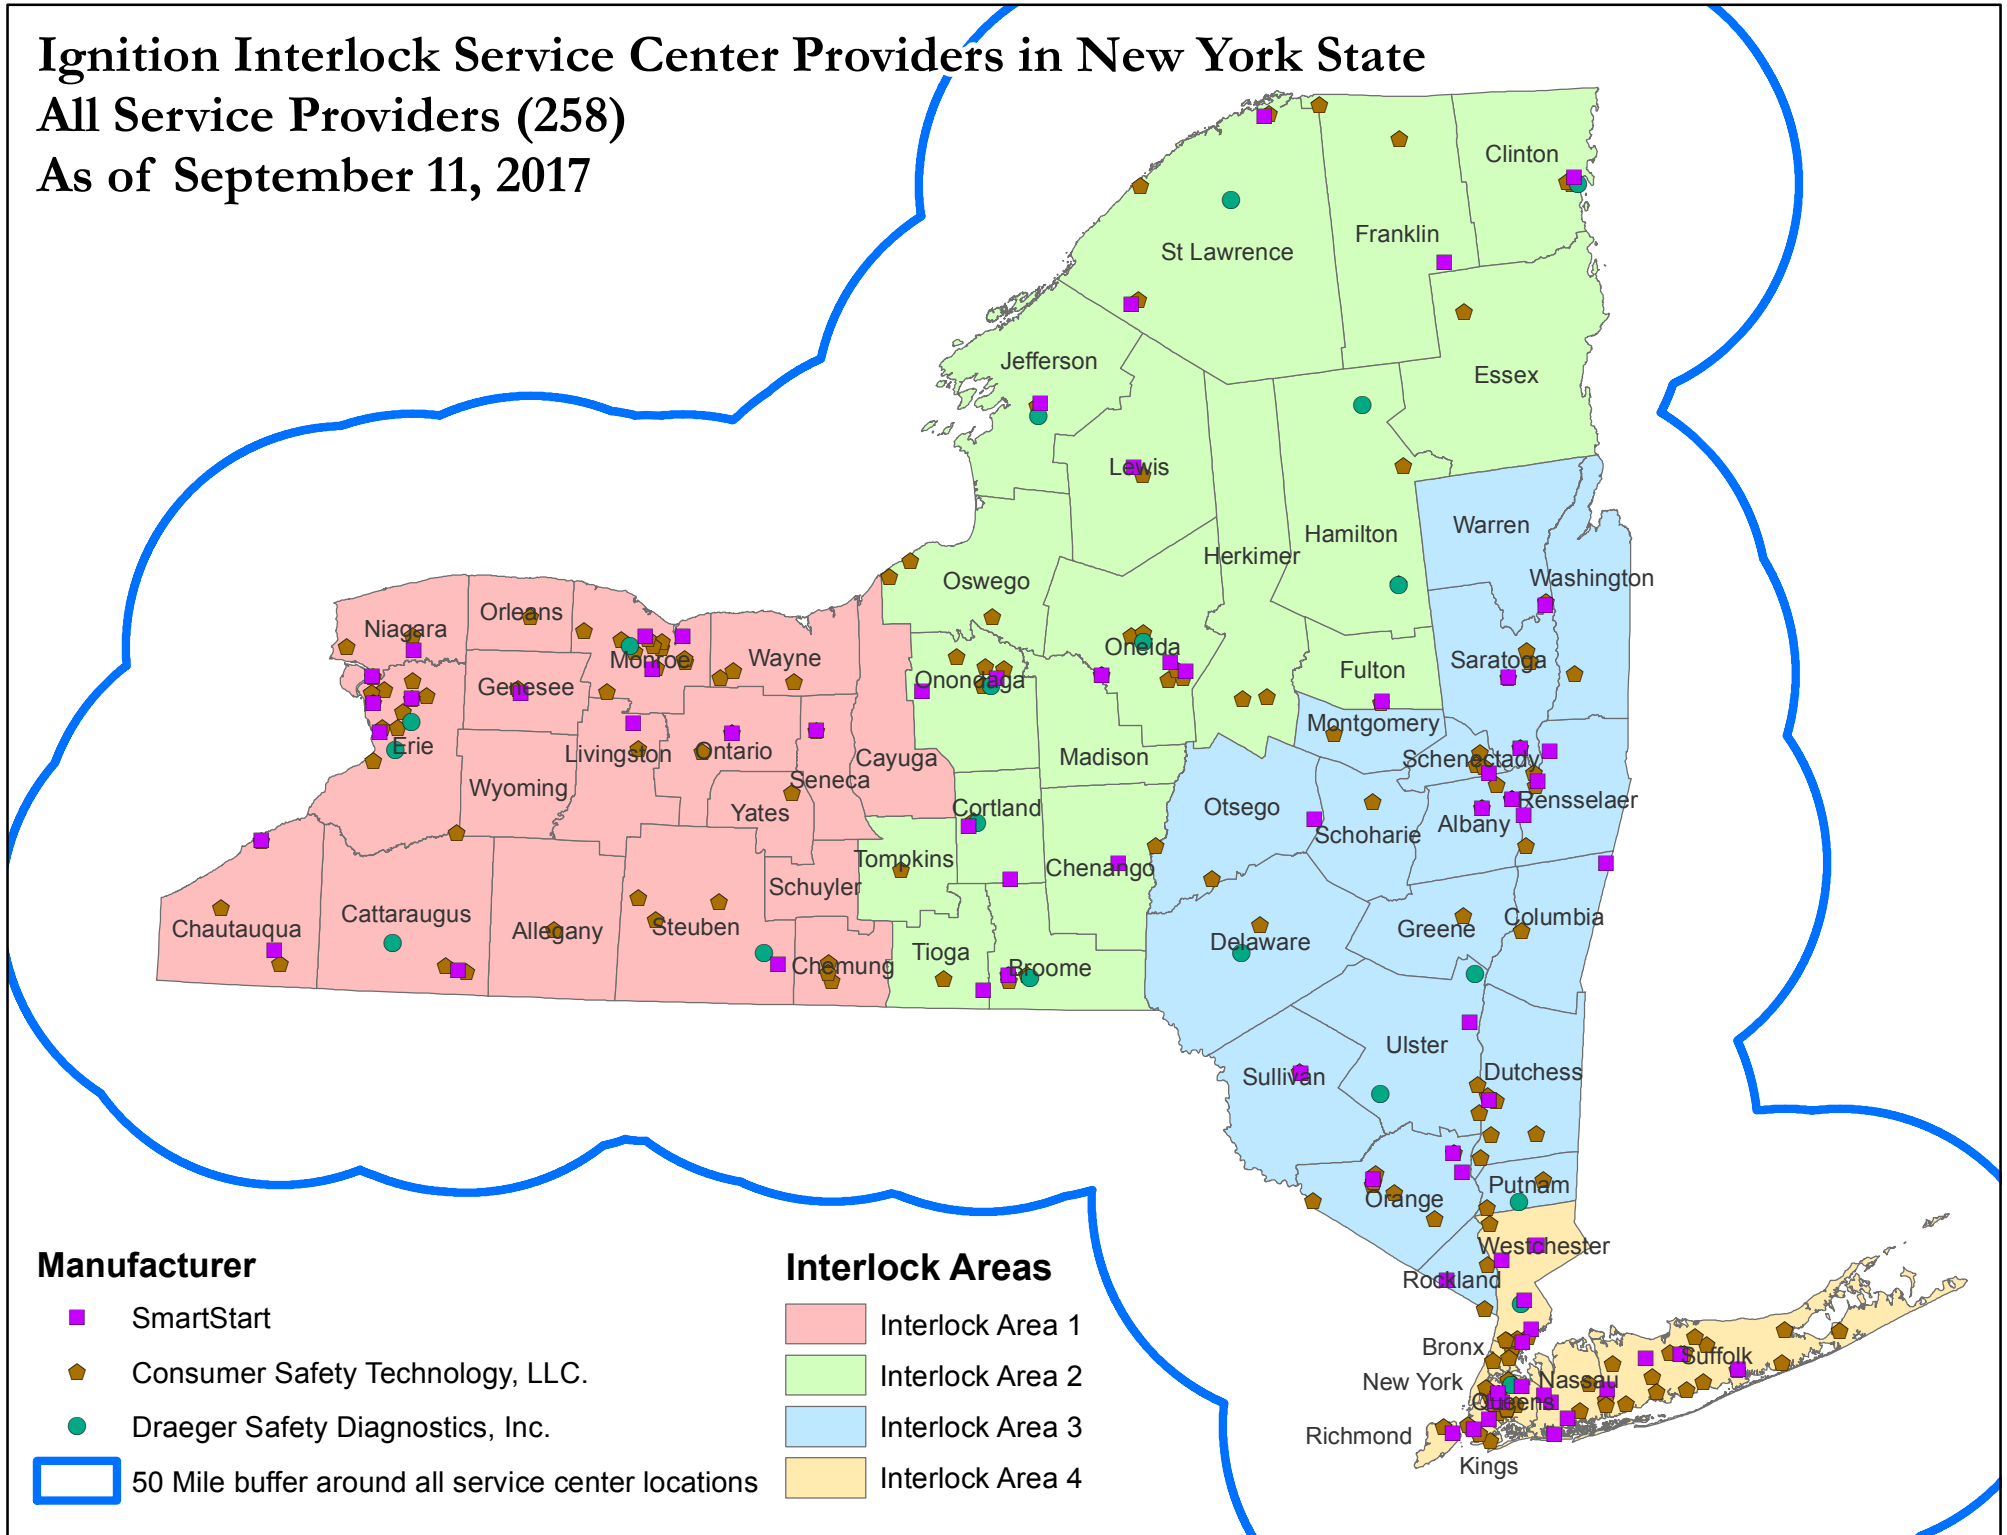 Ignition Interlock Service Center Providers in New York State
All Service Providers (258)
As of September 11, 2017
Clinton
Franklin
St Lawrence
Jefferson
Essex
Lewis
Warren
Hamilton
Herkimer
Washington
Oswego
Orleans
Niagara
Oneida
Monroe
Wayne
Saratoga
Fulton
Onondaga
Genesee
Montgomery
Erie
Livingston
Ontario
Cayuga
Madison
Schenectady
Seneca
Wyoming
Rensselaer
Otsego
Cortland
Yates
Albany
Schoharie
Tompkins
Chenango
Schuyler
Cattaraugus
Columbia
Chautauqua
Allegany
Steuben
Greene
Delaware
Tioga
Chemung
Broome
Ulster
Dutchess
Sullivan
Putnam
Orange
Westchester
Rockland
Bronx
Suffolk
New York
Nassau
Queens
Richmond
Kings
Manufacturer
SmartStart
Consumer Safety Technology, LLC.
Draeger Safety Diagnostics, Inc.
50 Mile buffer around all service center locations
Interlock Areas
Interlock Area 1
Interlock Area 2
Interlock Area 3
Interlock Area 4